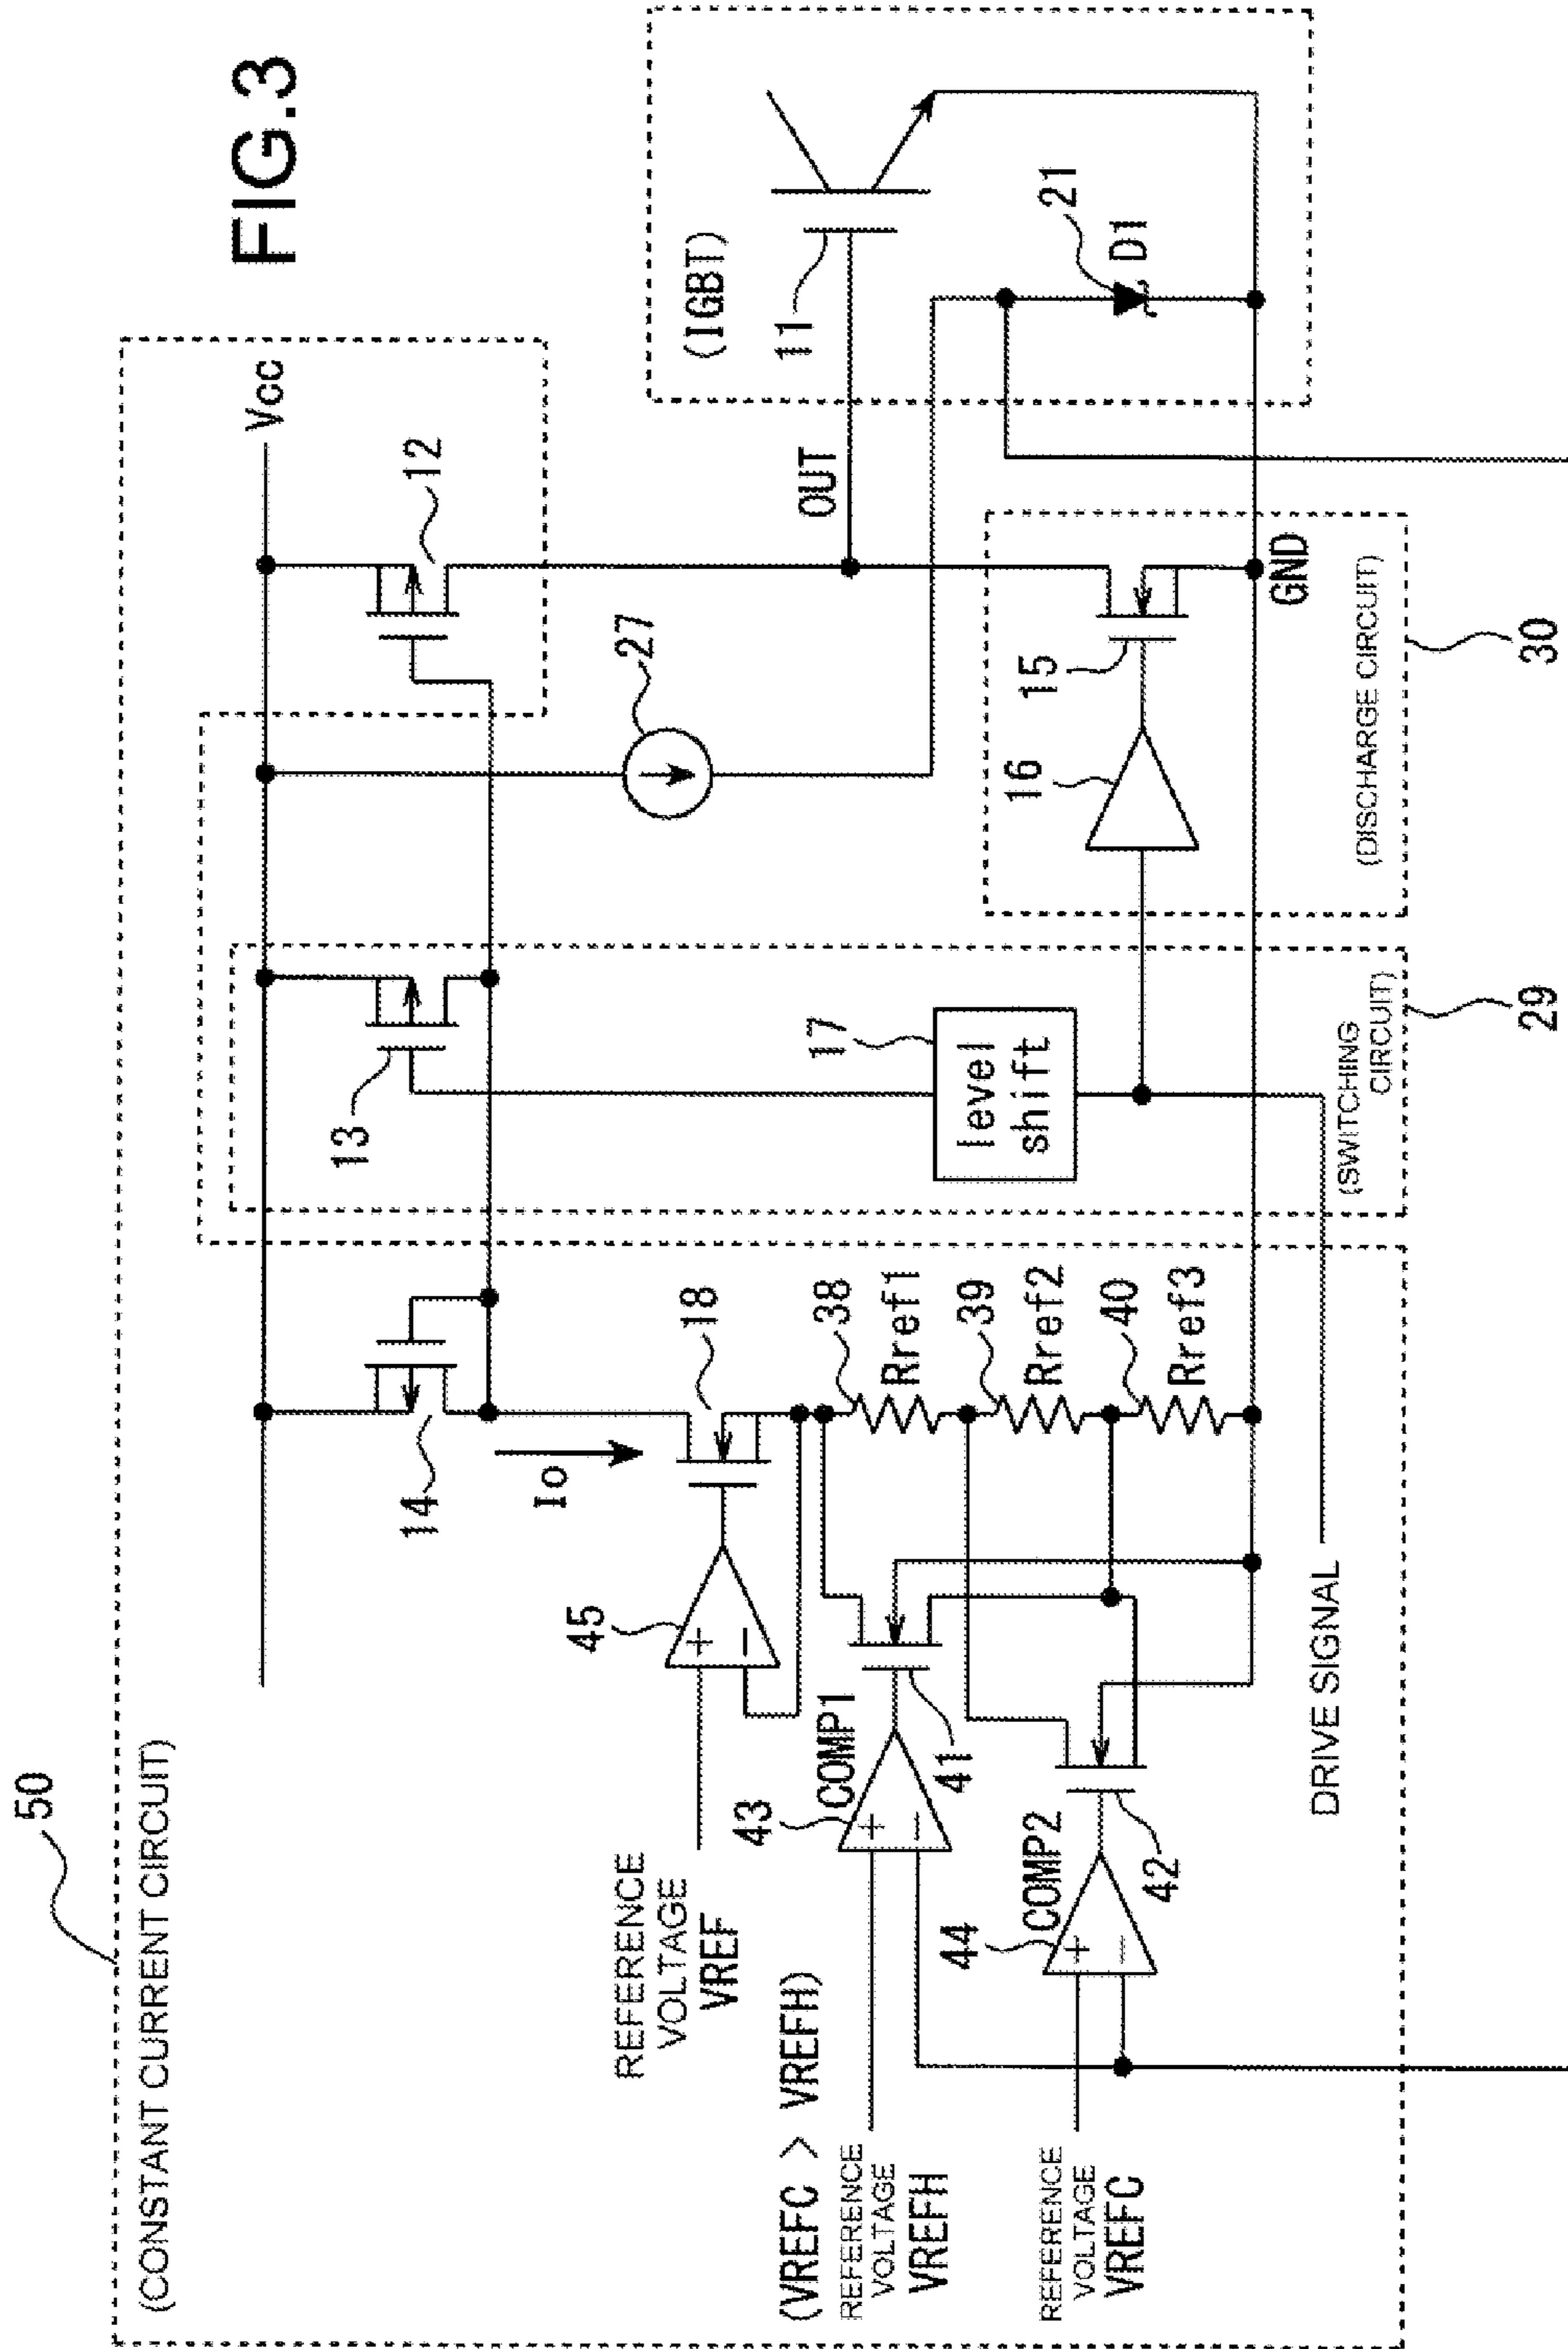 FIG.3
50
(CONSTANT CURRENT CIRCUIT)
Vcc
14
13
12
Io
27
(IGBT)
11
21
D1
OUT
REFERENCE
VOLTAGE
VREF
45
18
(VREFC > VREFH)
REFERENCE
VOLTAGE
VREFH
43
COMP1
41
38
Rref1
39
Rref2
40
Rref3
REFERENCE
VOLTAGE
VREFC
44
COMP2
42
17
level
shift
16
15
GND
DRIVE SIGNAL
(SWITCHING
CIRCUIT)
29
(DISCHARGE CIRCUIT)
30
+
−
+
−
+
−